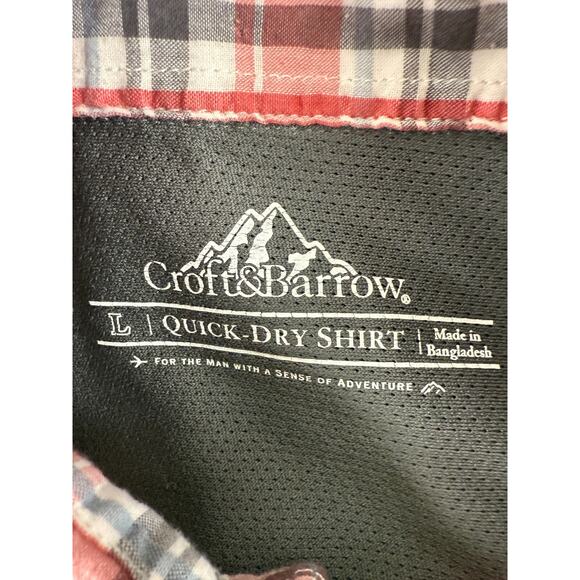 Croft&Barrow®
L | QUICK-DRY SHIRT | Made in Bangladesh
FOR THE MAN WITH A SENSE OF ADVENTURE